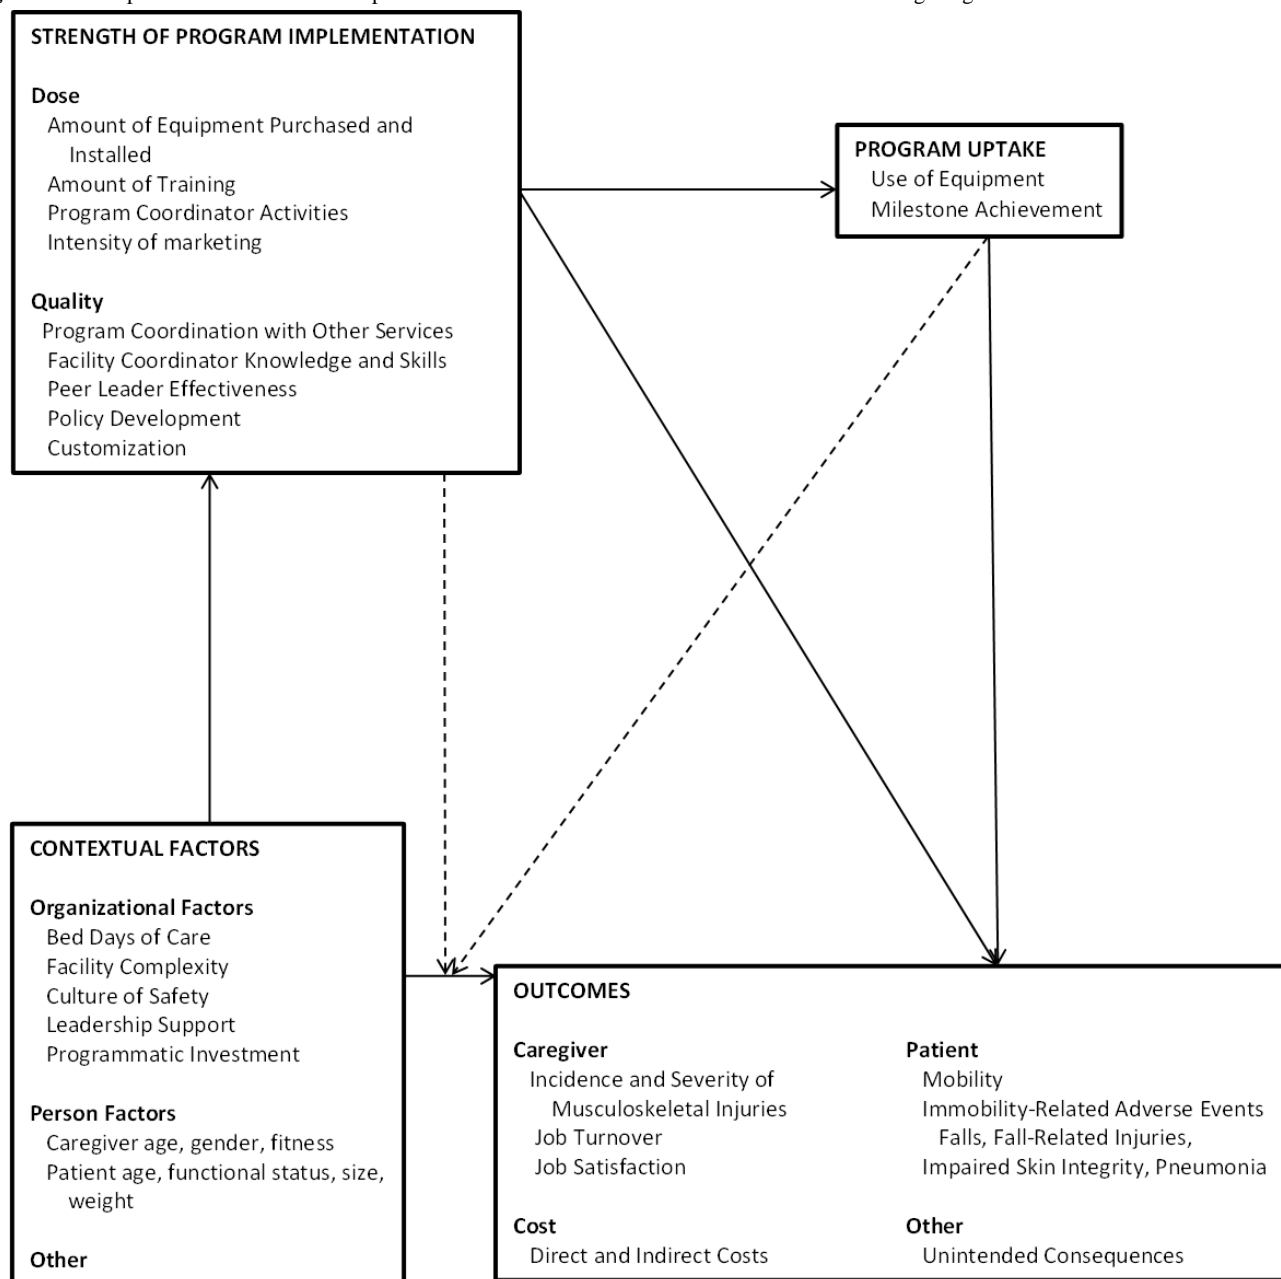 STRENGTH OF PROGRAM IMPLEMENTATION
Dose
Amount of Equipment Purchased and
Installed
Amount of Training
Program Coordinator Activities
Intensity of marketing
Quality
Program Coordination with Other Services
Facility Coordinator Knowledge and Skills
Peer Leader Effectiveness
Policy Development
Customization
PROGRAM UPTAKE
Use of Equipment
Milestone Achievement
CONTEXTUAL FACTORS
Organizational Factors
Bed Days of Care
Facility Complexity
Culture of Safety
Leadership Support
Programmatic Investment
Person Factors
Caregiver age, gender, fitness
Patient age, functional status, size,
weight
Other
OUTCOMES
Caregiver
Incidence and Severity of
Musculoskeletal Injuries
Job Turnover
Job Satisfaction
Cost
Direct and Indirect Costs
Patient
Mobility
Immobility-Related Adverse Events
Falls, Fall-Related Injuries,
Impaired Skin Integrity, Pneumonia
Other
Unintended Consequences